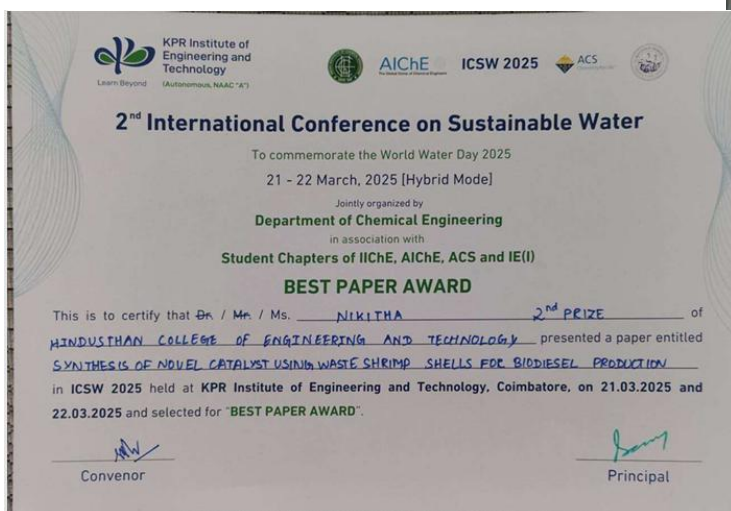 KPR Institute of
Engineering and
Technology
Learn Beyond
(Autonomous, NAAC "A")
AIChE
ICSW 2025
ACS
2nd International Conference on Sustainable Water
To commemorate the World Water Day 2025
21 - 22 March, 2025 [Hybrid Mode]
Jointly organized by
Department of Chemical Engineering
in association with
Student Chapters of IIChE, AIChE, ACS and IE(I)
BEST PAPER AWARD
This is to certify that Dr. / Mr. / Ms. NIKITHA 2nd PRIZE of
HINDUSTHAN COLLEGE OF ENGINEERING AND TECHNOLOGY presented a paper entitled
SYNTHESIS OF NOVEL CATALYST USING WASTE SHRIMP SHELLS FOR BIODIESEL PRODUCTION
in ICSW 2025 held at KPR Institute of Engineering and Technology, Coimbatore, on 21.03.2025 and
22.03.2025 and selected for "BEST PAPER AWARD".
Convenor
Principal